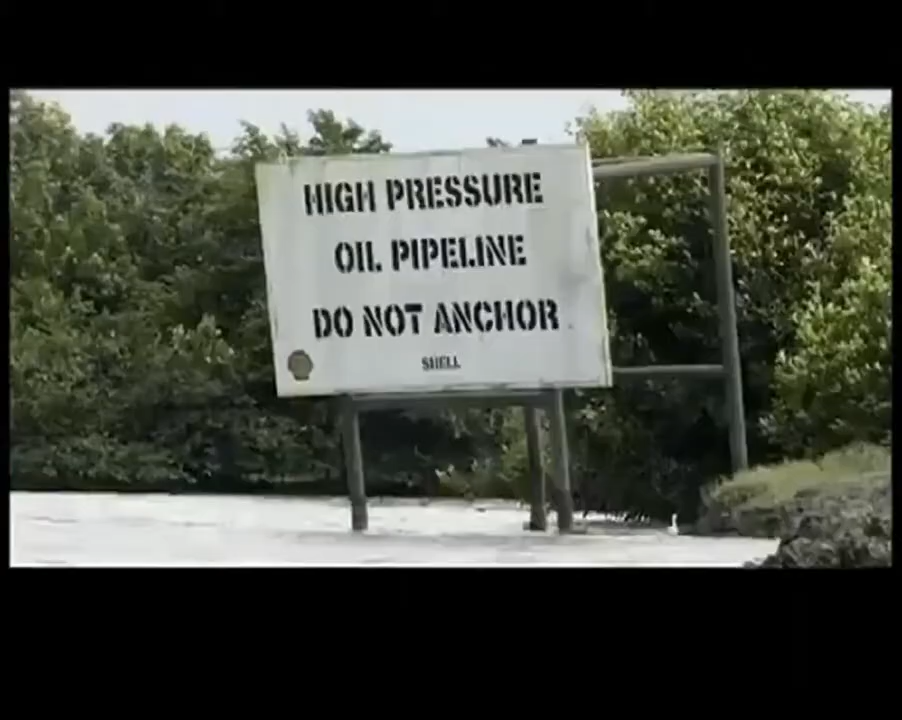 HIGH PRESSURE
OIL PIPELINE
DO NOT ANCHOR
SHELL